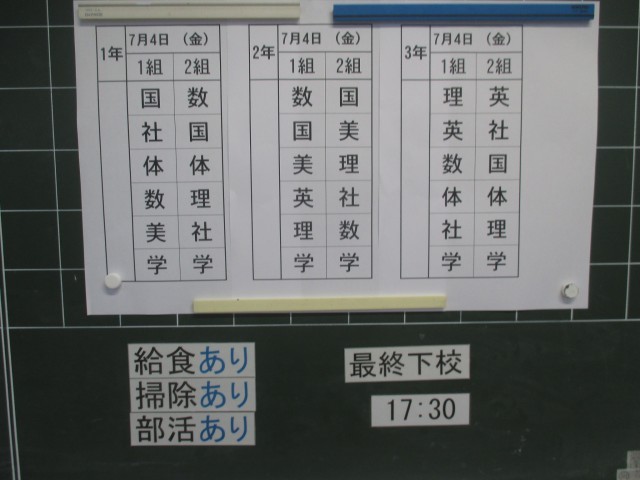 1年 7月4日 (金)
1組 2組
国 数
社 国
体 体
数 理
美 社
学 学
2年 7月4日 (金)
1組 2組
数 国
国 美
美 理
英 社
理 数
学 学
3年 7月4日 (金)
1組 2組
理 英
英 社
数 国
体 体
社 理
学 学
給食あり
掃除あり
部活あり
最終下校
17:30